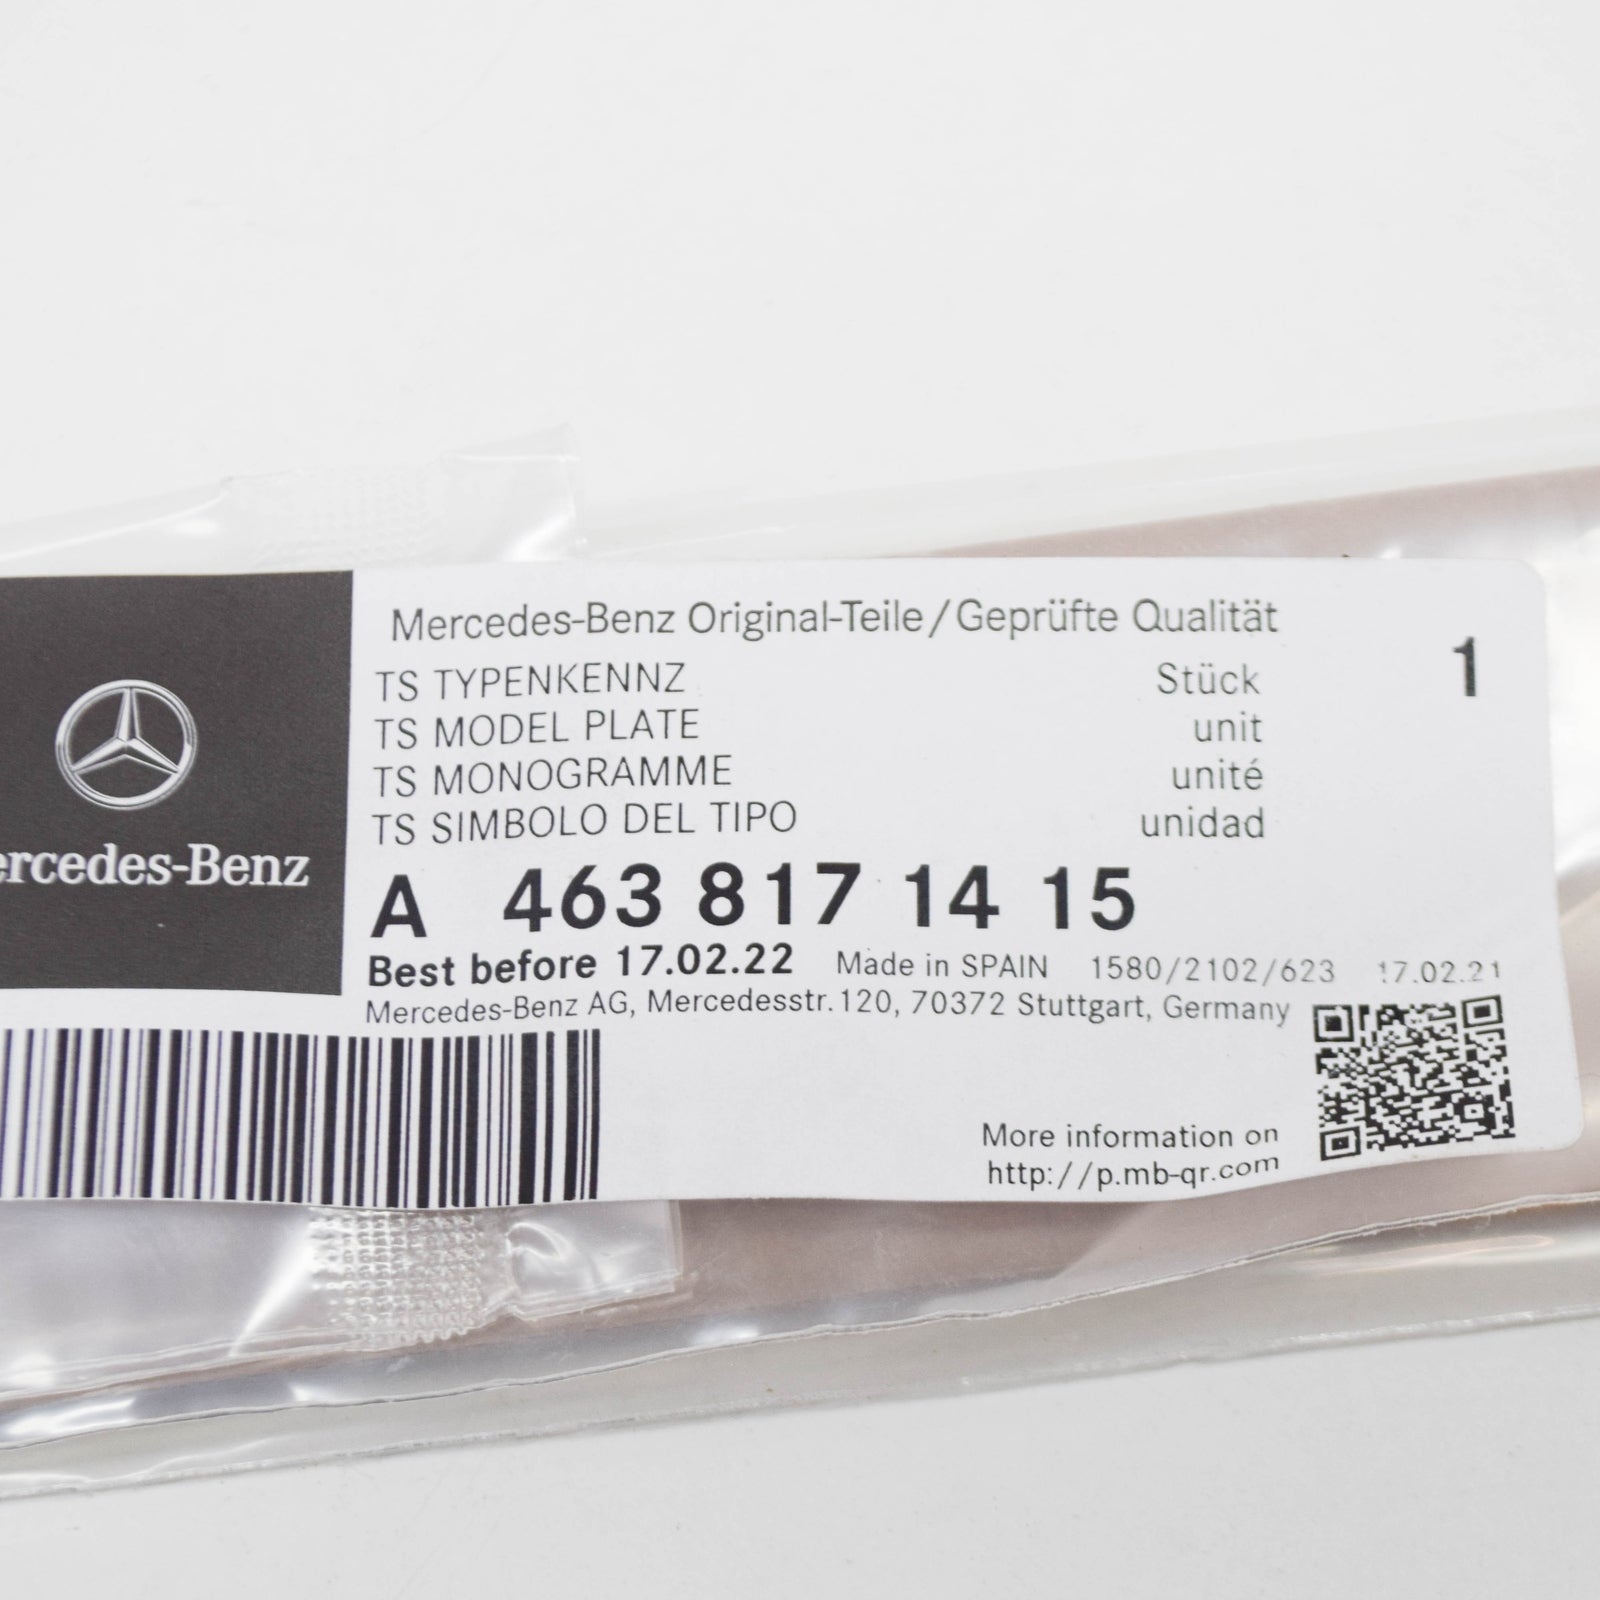 Mercedes-Benz Original-Teile/Geprüfte Qualität
TS TYPENKENNZ Stück 1
TS MODEL PLATE unit
TS MONOGRAMME unité
TS SIMBOLO DEL TIPO unidad
ercedes-Benz
A 463 817 14 15
Best before 17.02.22 Made in SPAIN 1580/2102/623 17.02.21
Mercedes-Benz AG, Mercedesstr. 120, 70372 Stuttgart, Germany
More information on
http://p.mb-qr.com